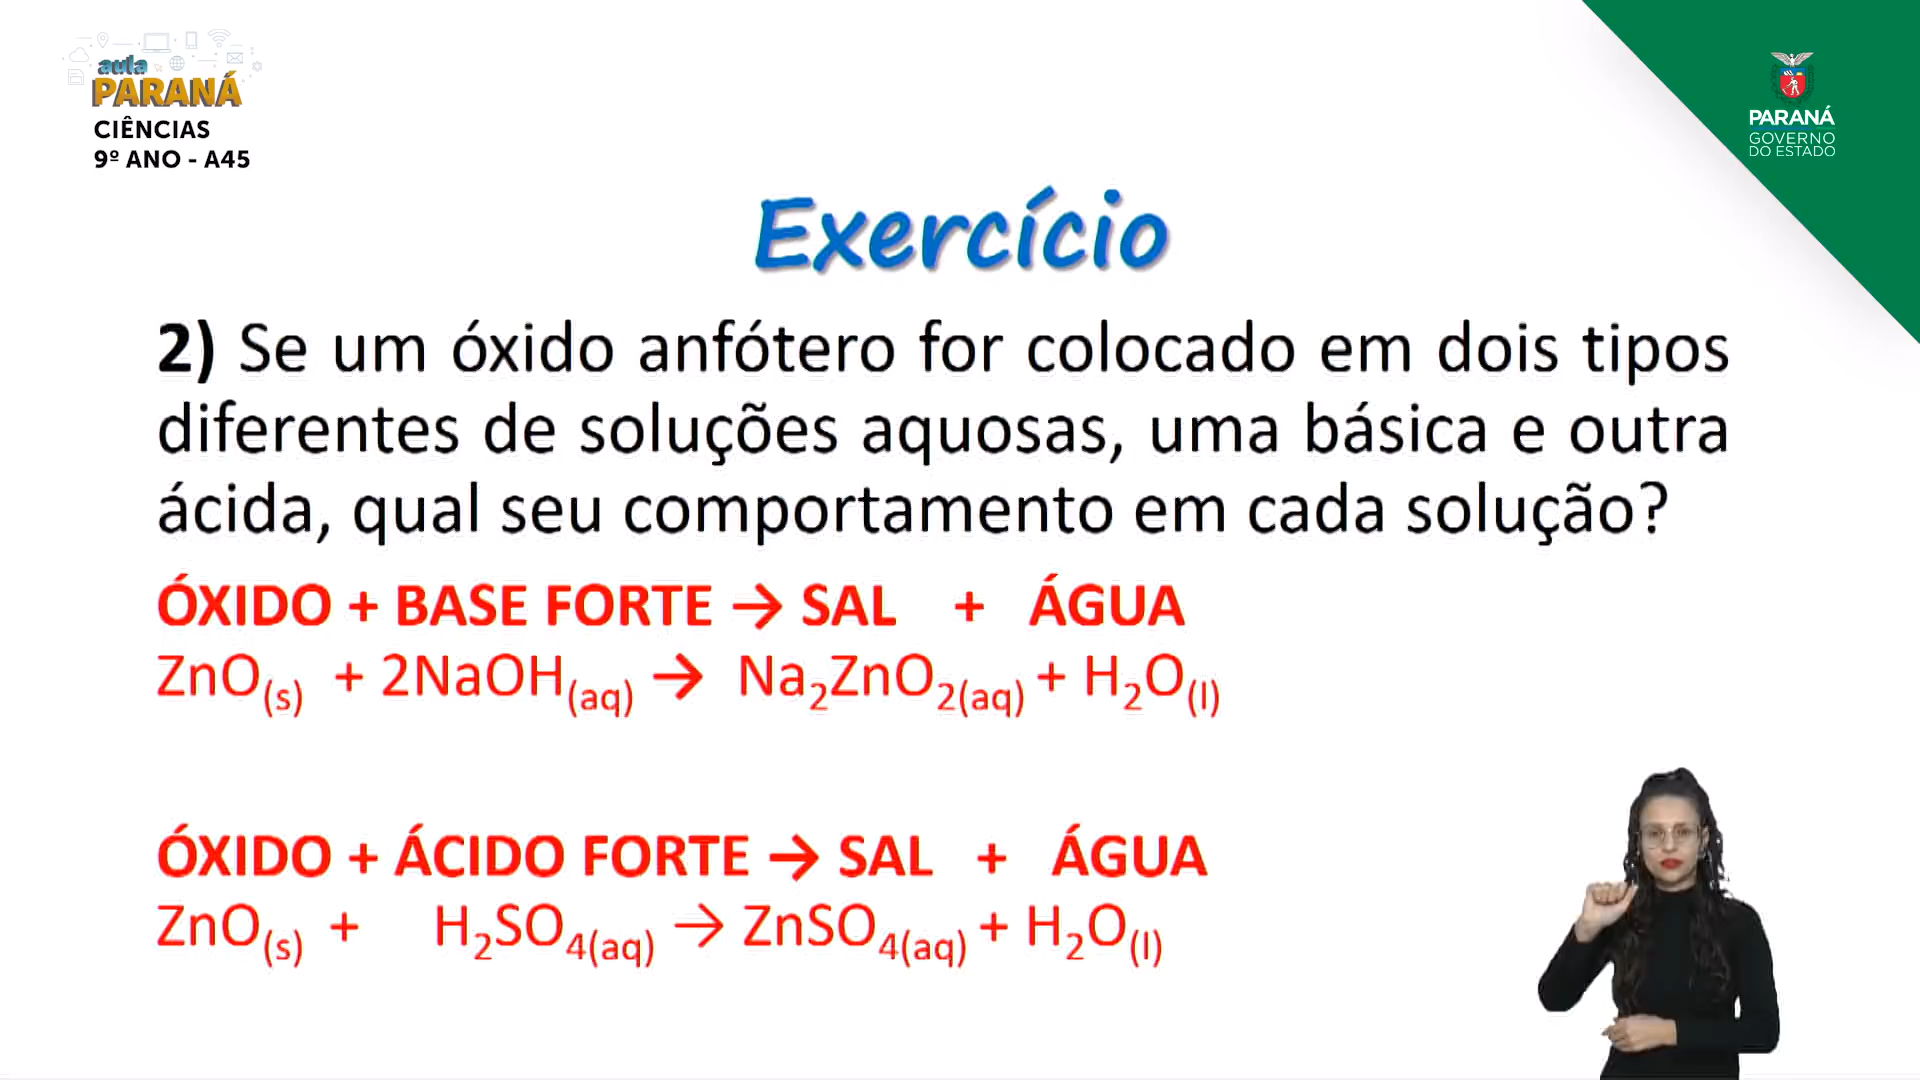 aula
PARANÁ
CIÊNCIAS
9º ANO - A45
PARANÁ
GOVERNO
DO ESTADO
Exercício
2) Se um óxido anfótero for colocado em dois tipos
diferentes de soluções aquosas, uma básica e outra
ácida, qual seu comportamento em cada solução?
ÓXIDO + BASE FORTE → SAL + ÁGUA
ZnO₍ₛ₎ + 2NaOH(aq) → Na₂ZnO₂(aq) + H₂O(l)
ÓXIDO + ÁCIDO FORTE → SAL + ÁGUA
ZnO₍ₛ₎ + H₂SO₄(aq) → ZnSO₄(aq) + H₂O(l)